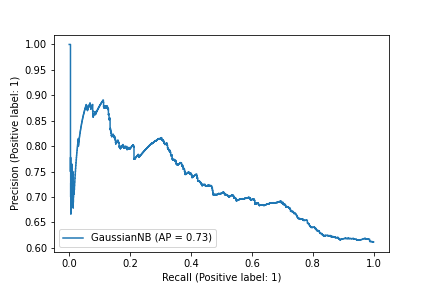 1.00
0.95
0.90
0.85
0.80
0.75
0.70
0.65
0.60
Precision (Positive label: 1)
GaussianNB (AP = 0.73)
0.0 0.2 0.4 0.6 0.8 1.0
Recall (Positive label: 1)